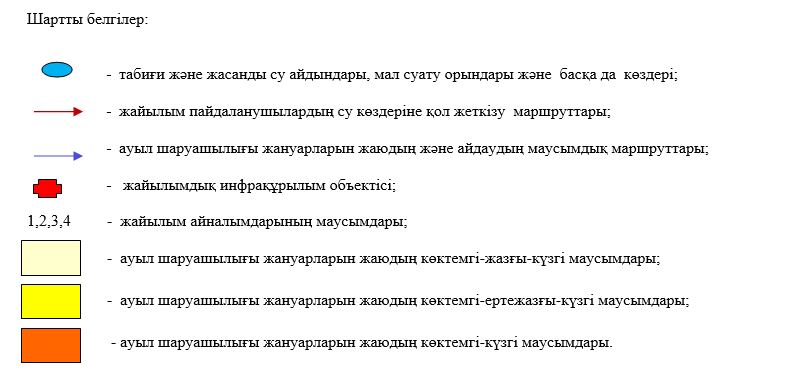 Шартты белгілер:
- табиғи және жасанды су айдындары, мал суату орындары және басқа да көздері;
- жайылым пайдаланушылардың су көздеріне қол жеткізу маршруттары;
- ауыл шаруашылығы жануарларын жаюдың және айдаудың маусымдық маршруттары;
- жайылымдық инфрақұрылым объектісі;
1,2,3,4 - жайылым айналымдарының маусымдары;
- ауыл шаруашылығы жануарларын жаюдың көктемгі-жазғы-күзгі маусымдары;
- ауыл шаруашылығы жануарларын жаюдың көктемгі-ертежазғы-күзгі маусымдары;
- ауыл шаруашылығы жануарларын жаюдың көктемгі-күзгі маусымдары.